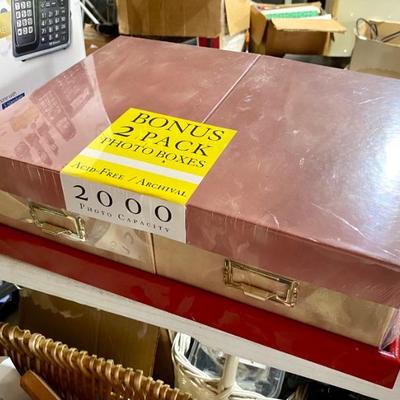 BONUS
2 PACK
PHOTO BOXES
ACID-FREE / ARCHIVAL
2000
PHOTO CAPACITY